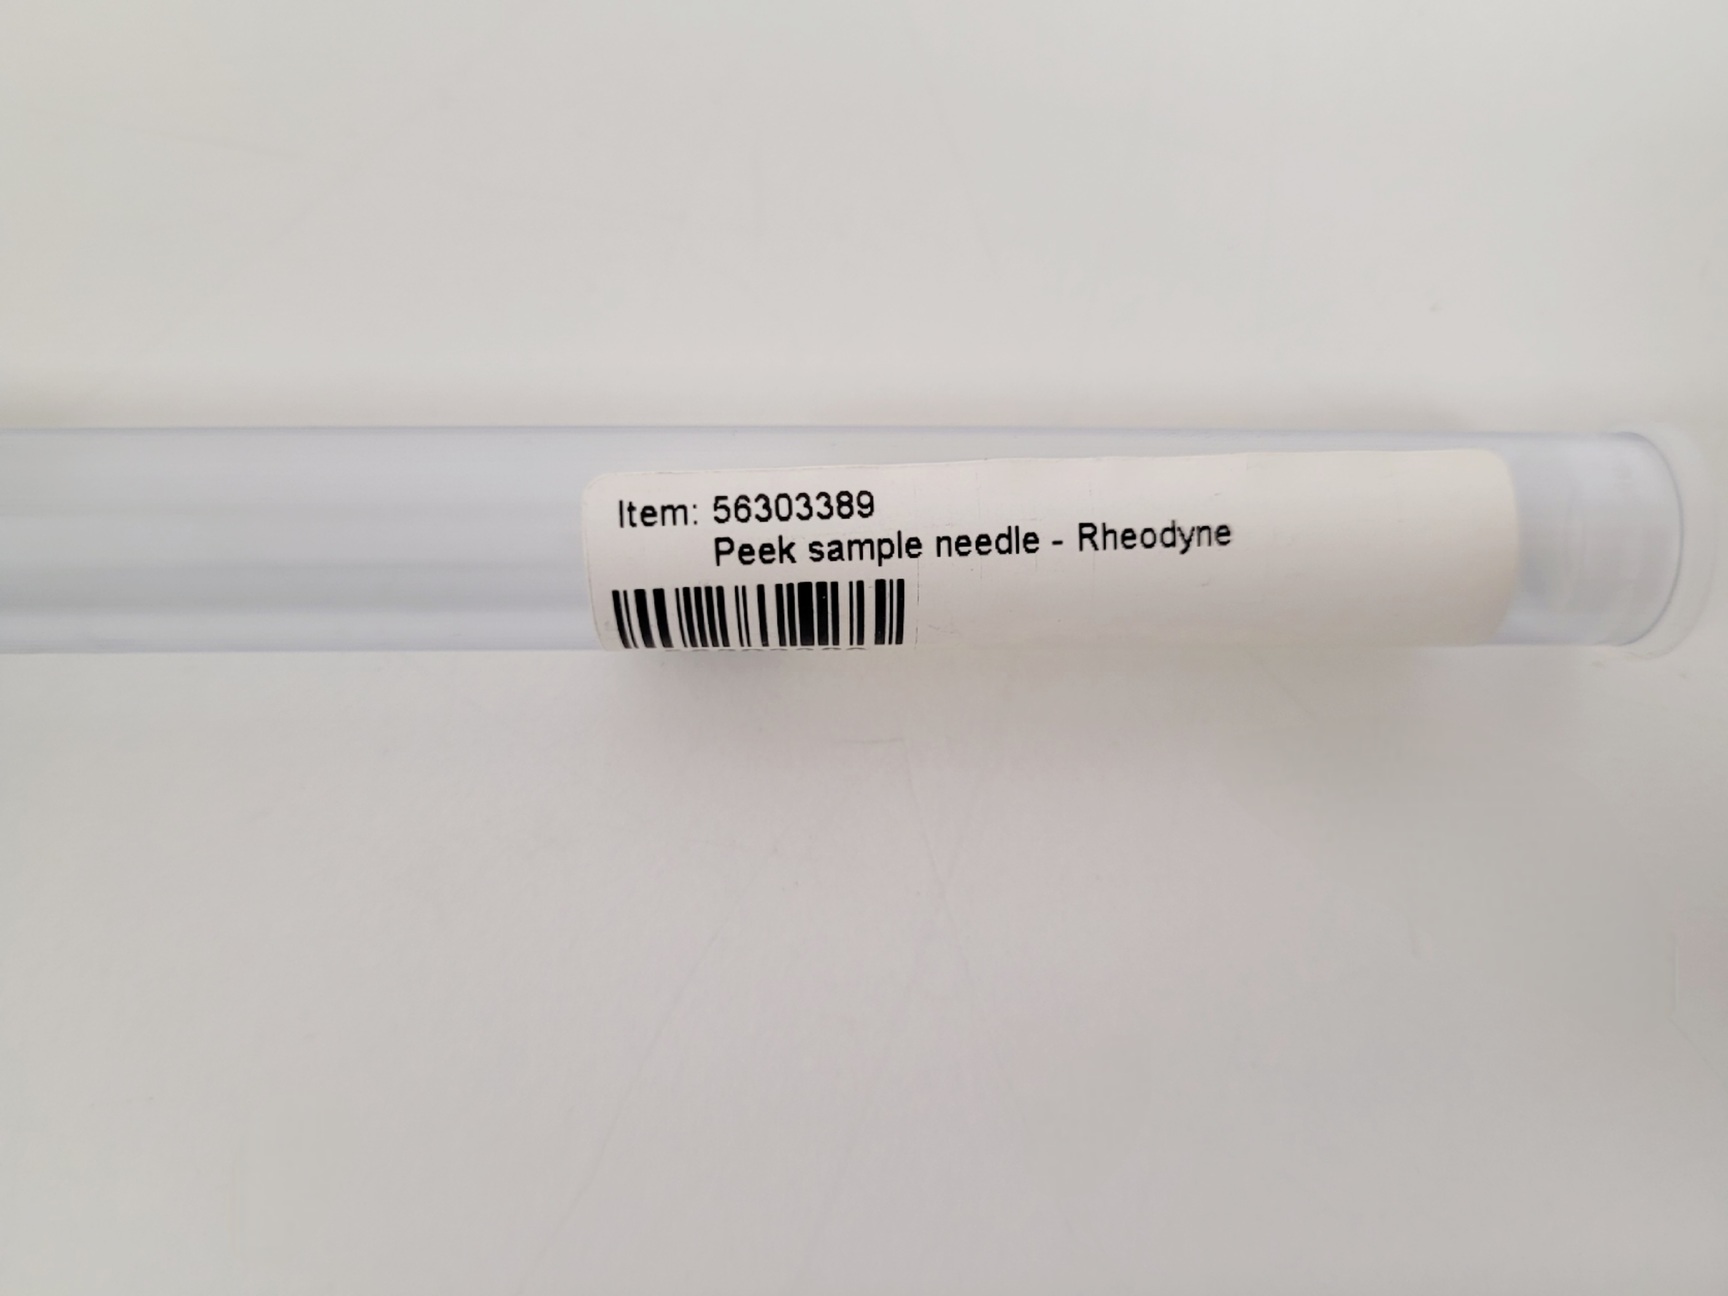 Item: 56303389
Peek sample needle - Rheodyne